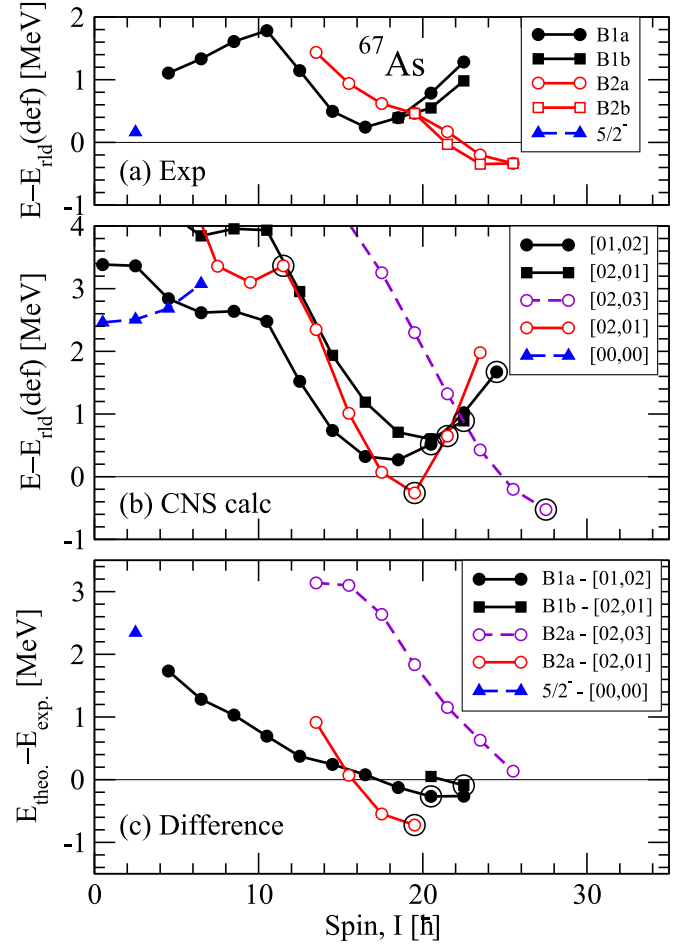 2
1
0
-1
E−E_rld(def) [MeV]
⁶⁷As
(a) Exp
B1a
B1b
B2a
B2b
5/2⁻
4
3
2
1
0
-1
E−E_rld(def) [MeV]
(b) CNS calc
[01,02]
[02,01]
[02,03]
[02,01]
[00,00]
3
2
1
0
-1
E_theo.−E_exp. [MeV]
(c) Difference
B1a - [01,02]
B1b - [02,01]
B2a - [02,03]
B2a - [02,01]
5/2⁻ - [00,00]
0 10 20 30
Spin, I [ħ]